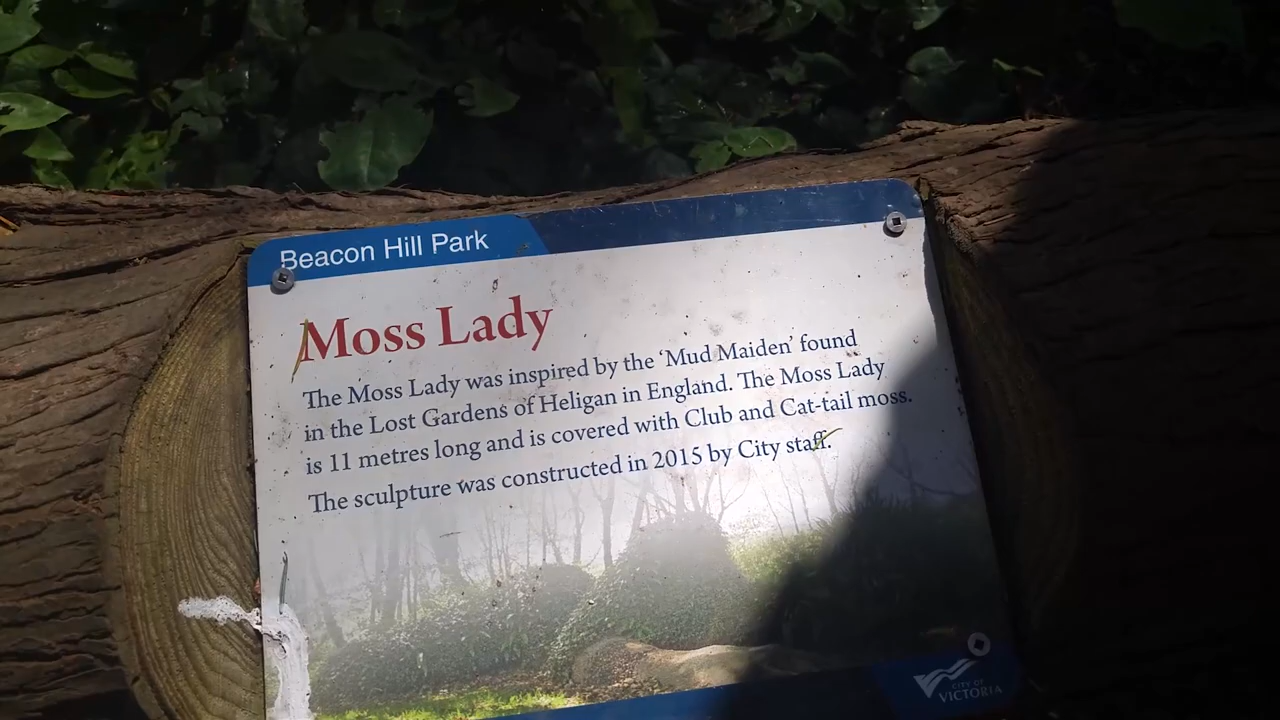 Beacon Hill Park
Moss Lady
The Moss Lady was inspired by the ‘Mud Maiden’ found
in the Lost Gardens of Heligan in England. The Moss Lady
is 11 metres long and is covered with Club and Cat-tail moss.
The sculpture was constructed in 2015 by City staff.
CITY OF
VICTORIA